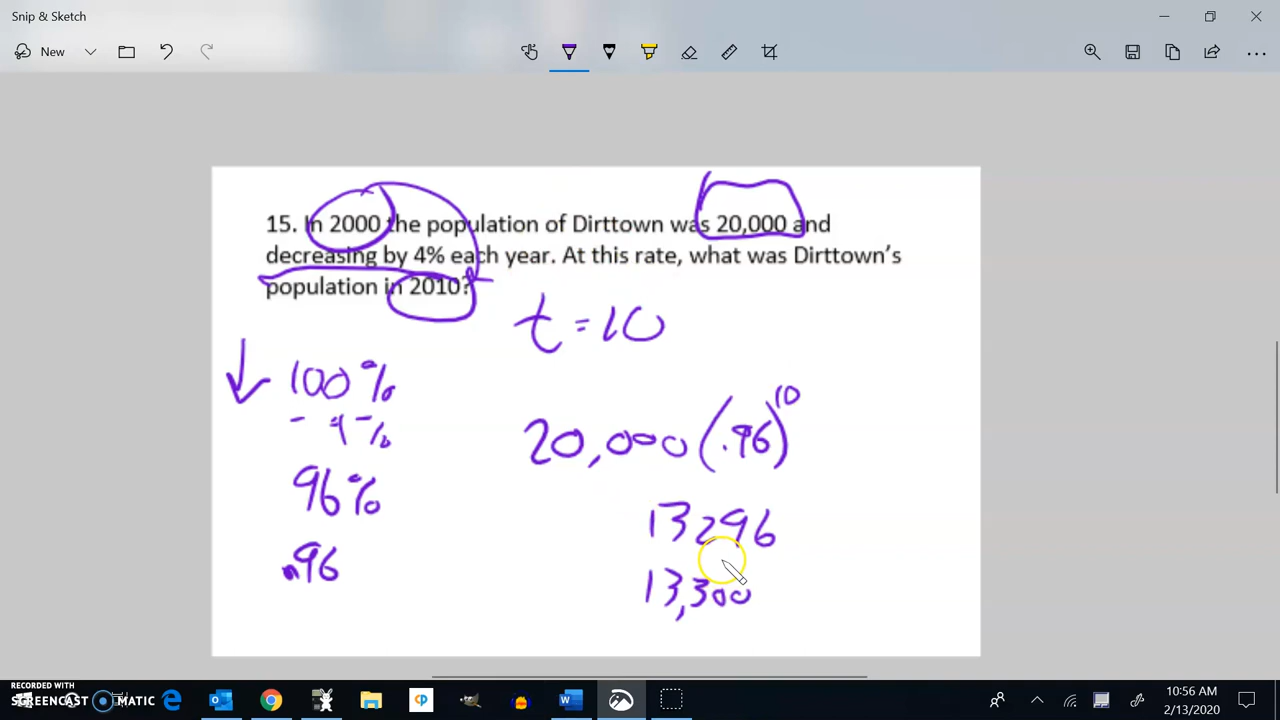 Snip & Sketch
New
15. In 2000 the population of Dirttown was 20,000 and
decreasing by 4% each year. At this rate, what was Dirttown's
population in 2010?
t = 10
100%
- 4%
96%
.96
20,000 (.96)^10
13296
13,300
RECORDED WITH
SCREENCAST MATIC
10:56 AM
2/13/2020